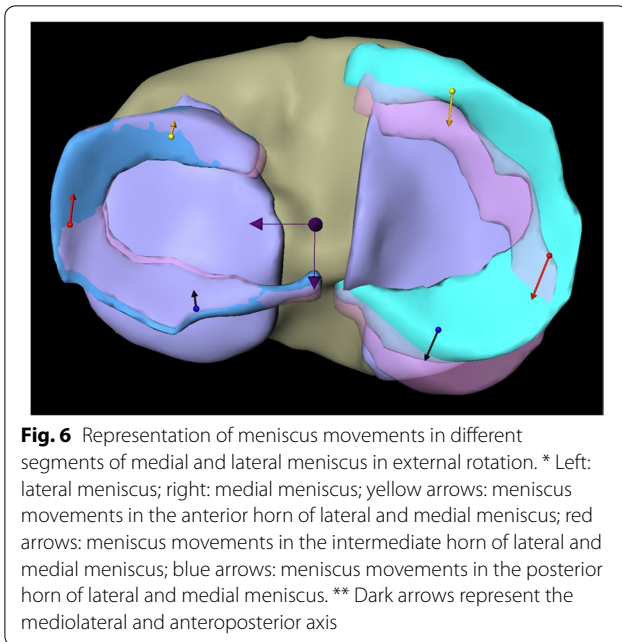 Fig. 6 Representation of meniscus movements in different
segments of medial and lateral meniscus in external rotation. * Left:
lateral meniscus; right: medial meniscus; yellow arrows: meniscus
movements in the anterior horn of lateral and medial meniscus; red
arrows: meniscus movements in the intermediate horn of lateral and
medial meniscus; blue arrows: meniscus movements in the posterior
horn of lateral and medial meniscus. ** Dark arrows represent the
mediolateral and anteroposterior axis